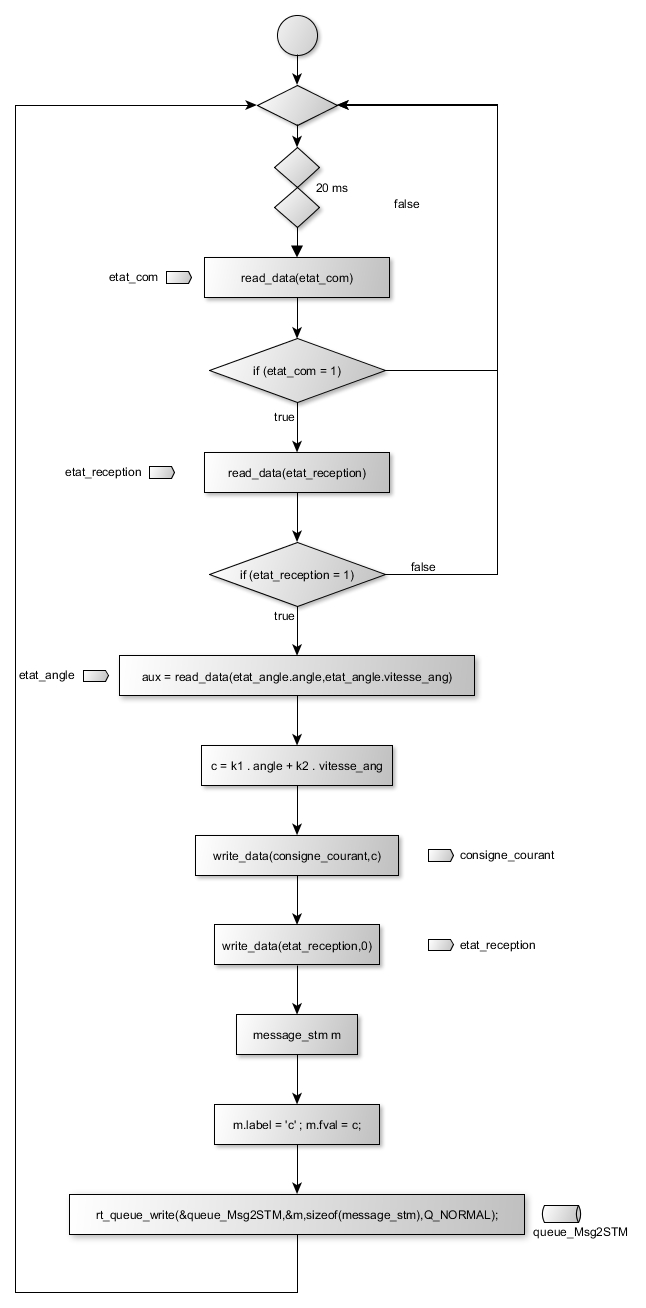 20 ms
false
etat_com
read_data(etat_com)
if (etat_com = 1)
true
etat_reception
read_data(etat_reception)
if (etat_reception = 1)
false
true
etat_angle
aux = read_data(etat_angle.angle,etat_angle.vitesse_ang)
c = k1 . angle + k2 . vitesse_ang
write_data(consigne_courant,c)
consigne_courant
write_data(etat_reception,0)
etat_reception
message_stm m
m.label = 'c' ; m.fval = c;
rt_queue_write(&queue_Msg2STM,&m,sizeof(message_stm),Q_NORMAL);
queue_Msg2STM